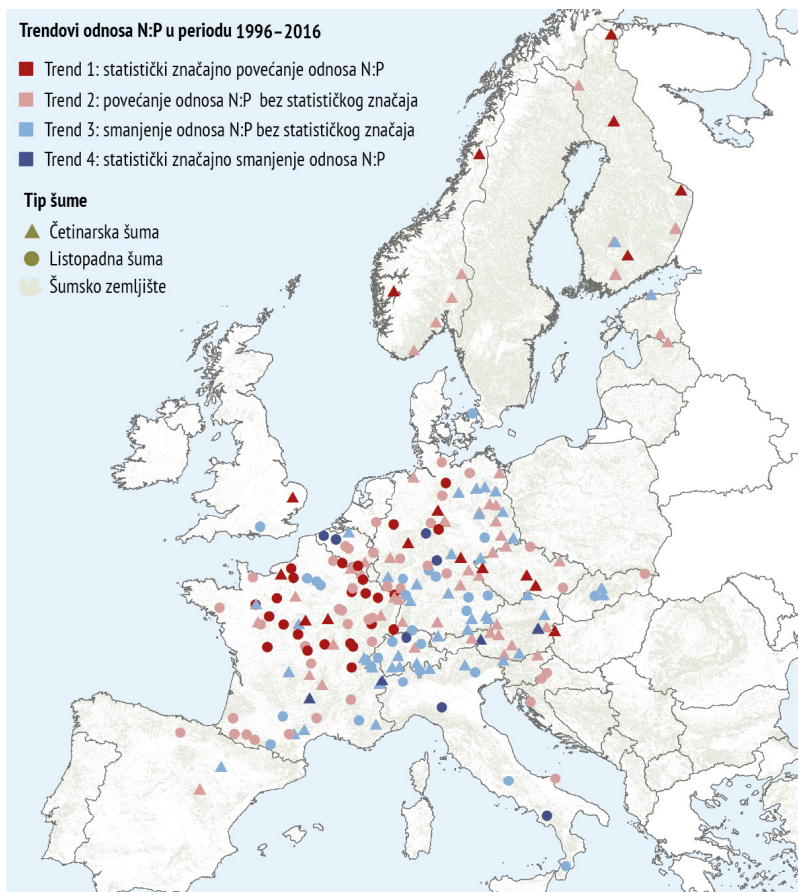 Trendovi odnosa N:P u periodu 1996–2016
Trend 1: statistički značajno povećanje odnosa N:P
Trend 2: povećanje odnosa N:P bez statističkog značaja
Trend 3: smanjenje odnosa N:P bez statističkog značaja
Trend 4: statistički značajno smanjenje odnosa N:P
Tip šume
Četinarska šuma
Listopadna šuma
Šumsko zemljište